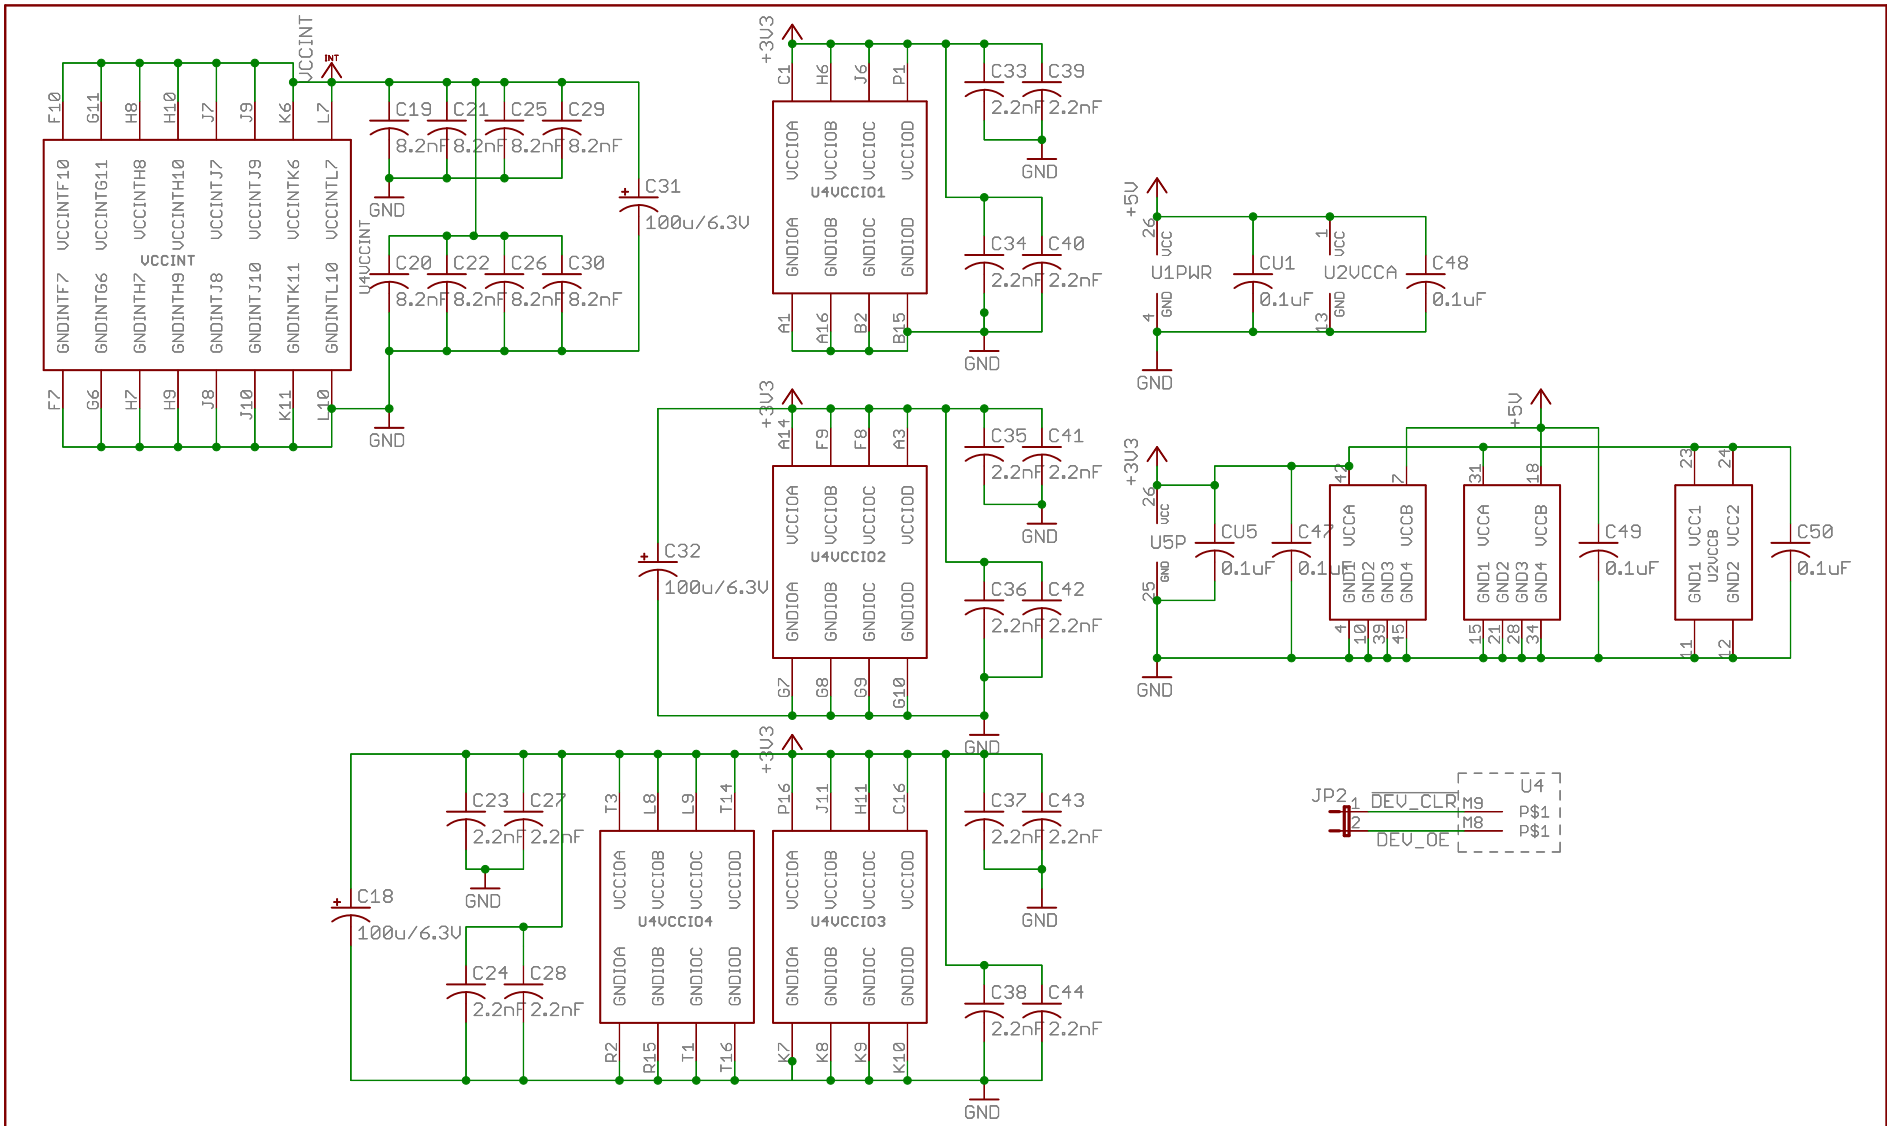 VCCINT
INT
F10 G11 H8 H10 J7 J9 K6 L7
VCCINTF10 VCCINTG11 VCCINTH8 VCCINTH10 VCCINTJ7 VCCINTJ9 VCCINTK6 VCCINTL7
VCCINT
U4VCCINT
GNDINTF7 GNDINTG6 GNDINTH7 GNDINTH9 GNDINTJ8 GNDINTJ10 GNDINTK11 GNDINTL10
F7 G6 H7 H9 J8 J10 K11 L10
C19 C21 C25 C29
8.2nF 8.2nF 8.2nF 8.2nF
GND
C31
100u/6.3V
C20 C22 C26 C30
8.2nF 8.2nF 8.2nF 8.2nF
GND
+3V3
C1 H6 J6 P1
VCCIOA VCCIOB VCCIOC VCCIOD
U4VCCIO1
GNDIOA GNDIOB GNDIOC GNDIOD
A1 A16 B2 B15
C33 C39
2.2nF 2.2nF
GND
C34 C40
2.2nF 2.2nF
GND
+3V3
A14 F9 F8 A3
VCCIOA VCCIOB VCCIOC VCCIOD
U4VCCIO2
GNDIOA GNDIOB GNDIOC GNDIOD
G7 G8 G9 G10
C32
100u/6.3V
C35 C41
2.2nF 2.2nF
GND
C36 C42
2.2nF 2.2nF
GND
+3V3
T3 L8 L9 T14 P16 J11 H11 C16
VCCIOA VCCIOB VCCIOC VCCIOD VCCIOA VCCIOB VCCIOC VCCIOD
U4VCCIO4 U4VCCIO3
GNDIOA GNDIOB GNDIOC GNDIOD GNDIOA GNDIOB GNDIOC GNDIOD
R2 R15 T1 T16 K7 K8 K9 K10
C23 C27
2.2nF 2.2nF
GND
C18
100u/6.3V
C24 C28
2.2nF 2.2nF
C37 C43
2.2nF 2.2nF
GND
C38 C44
2.2nF 2.2nF
GND
+5V
26 VCC 1 VCC
U1PWR CU1 U2VCCA C48
0.1uF 0.1uF
4 GND 13 GND
GND
+3V3 +5V
26 VCC 42 7 31 18 23 24
U5P CU5 C47 C49 C50
0.1uF 0.1uF 0.1uF 0.1uF
VCCA VCCB VCCA VCCB VCC1 VCC2
U2VCCB
25 GND
GND1 GND2 GND3 GND4 GND1 GND2 GND3 GND4 GND1 GND2
4 10 39 45 15 21 28 34 11 12
GND
U4
JP2 1 DEV_CLR M9 P$1
2 DEV_OE M8 P$1